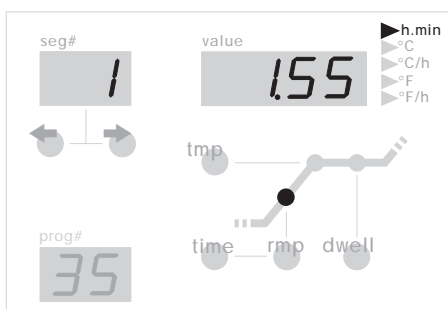 seg#
1
value
1.55
h.min
°C
°C/h
°F
°F/h
tmp
time
rmp
dwell
prog#
35